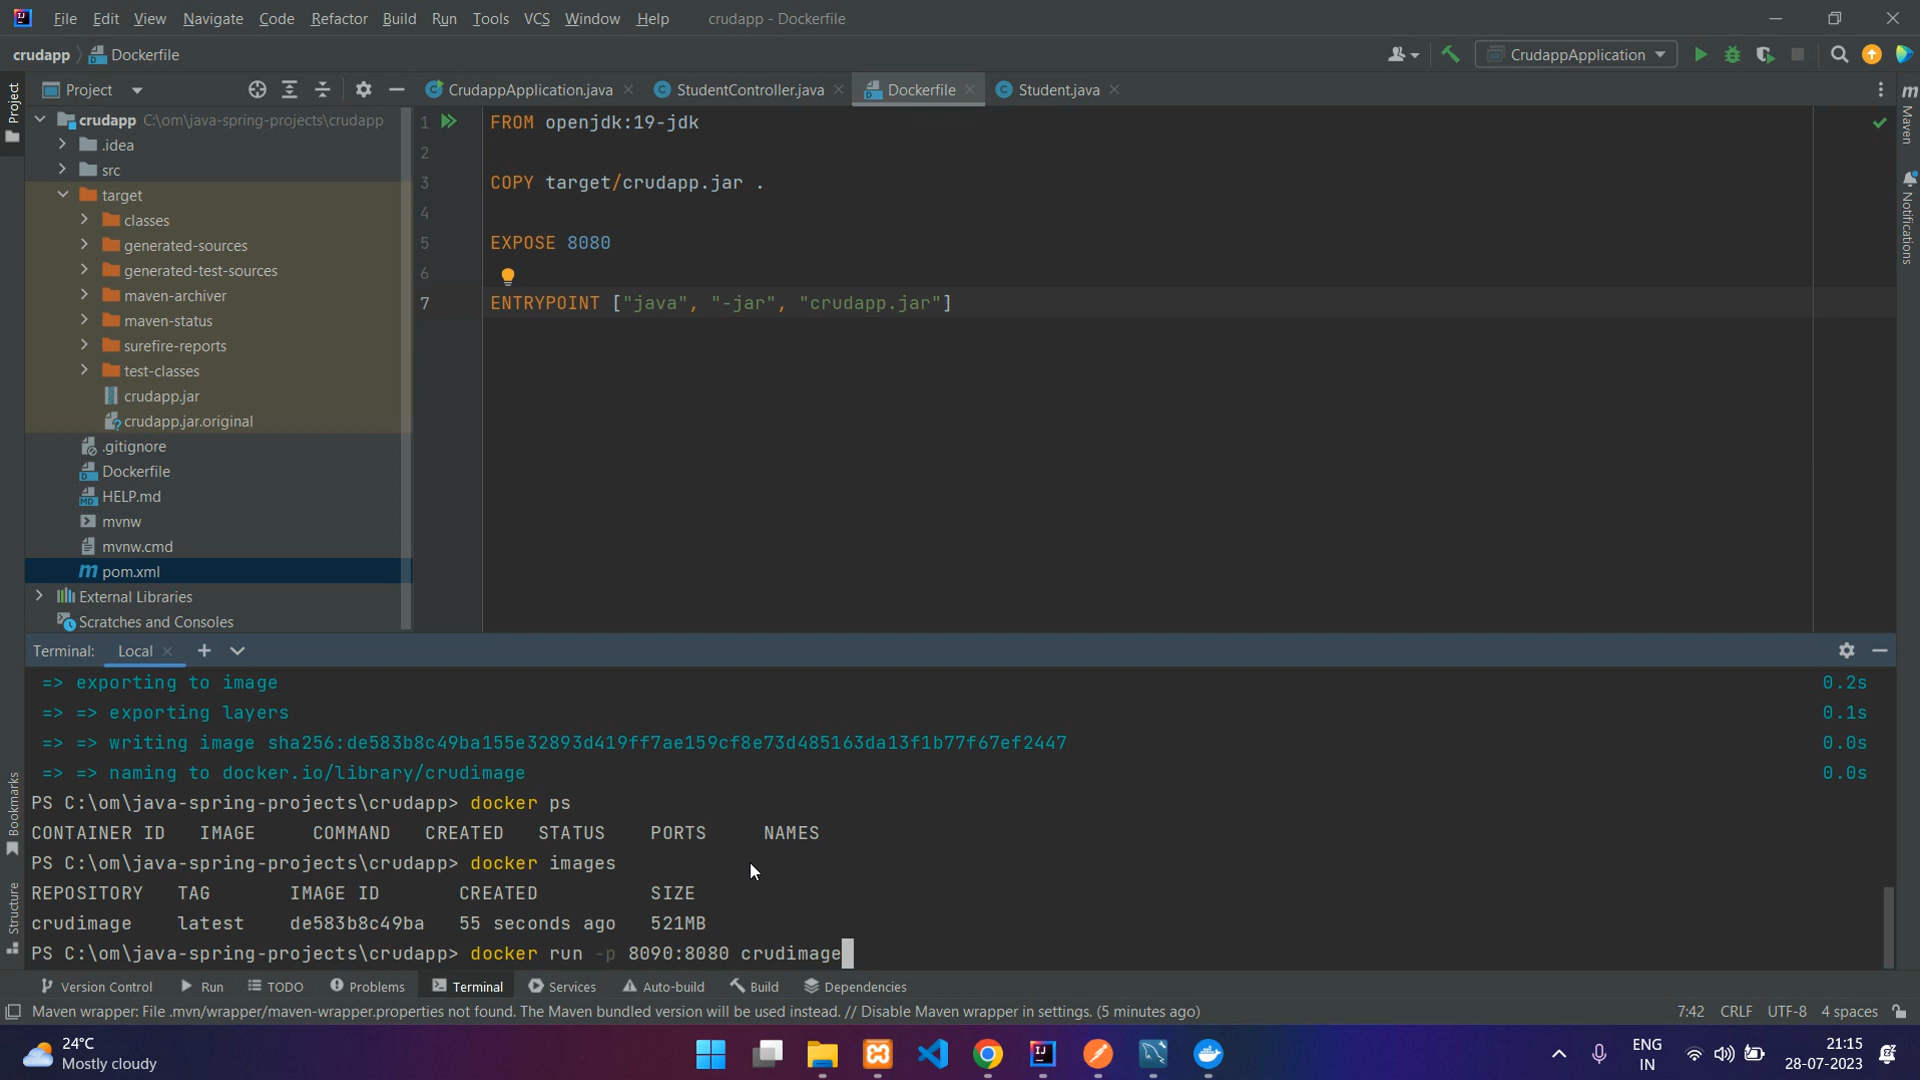 File Edit View Navigate Code Refactor Build Run Tools VCS Window Help crudapp - Dockerfile
crudapp Dockerfile CrudappApplication
Project CrudappApplication.java StudentController.java Dockerfile Student.java
Project
Maven
Notifications
crudapp C:\om\java-spring-projects\crudapp
.idea
src
target
classes
generated-sources
generated-test-sources
maven-archiver
maven-status
surefire-reports
test-classes
crudapp.jar
crudapp.jar.original
.gitignore
Dockerfile
HELP.md
mvnw
mvnw.cmd
pom.xml
External Libraries
Scratches and Consoles
1 FROM openjdk:19-jdk
2
3 COPY target/crudapp.jar .
4
5 EXPOSE 8080
6
7 ENTRYPOINT ["java", "-jar", "crudapp.jar"]
Terminal: Local
=> exporting to image 0.2s
=> => exporting layers 0.1s
=> => writing image sha256:de583b8c49ba155e32893d419ff7ae159cf8e73d485163da13f1b77f67ef2447 0.0s
=> => naming to docker.io/library/crudimage 0.0s
PS C:\om\java-spring-projects\crudapp> docker ps
CONTAINER ID IMAGE COMMAND CREATED STATUS PORTS NAMES
PS C:\om\java-spring-projects\crudapp> docker images
REPOSITORY TAG IMAGE ID CREATED SIZE
crudimage latest de583b8c49ba 55 seconds ago 521MB
PS C:\om\java-spring-projects\crudapp> docker run -p 8090:8080 crudimage
Bookmarks
Structure
Version Control Run TODO Problems Terminal Services Auto-build Build Dependencies
Maven wrapper: File .mvn/wrapper/maven-wrapper.properties not found. The Maven bundled version will be used instead. // Disable Maven wrapper in settings. (5 minutes ago) 7:42 CRLF UTF-8 4 spaces
24°C
Mostly cloudy
ENG
IN
21:15
28-07-2023